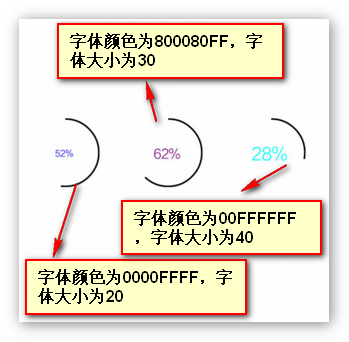 字体颜色为800080FF，字
体大小为30
52%
62%
28%
字体颜色为00FFFFFF
，字体大小为40
字体颜色为0000FFFF，字
体大小为20